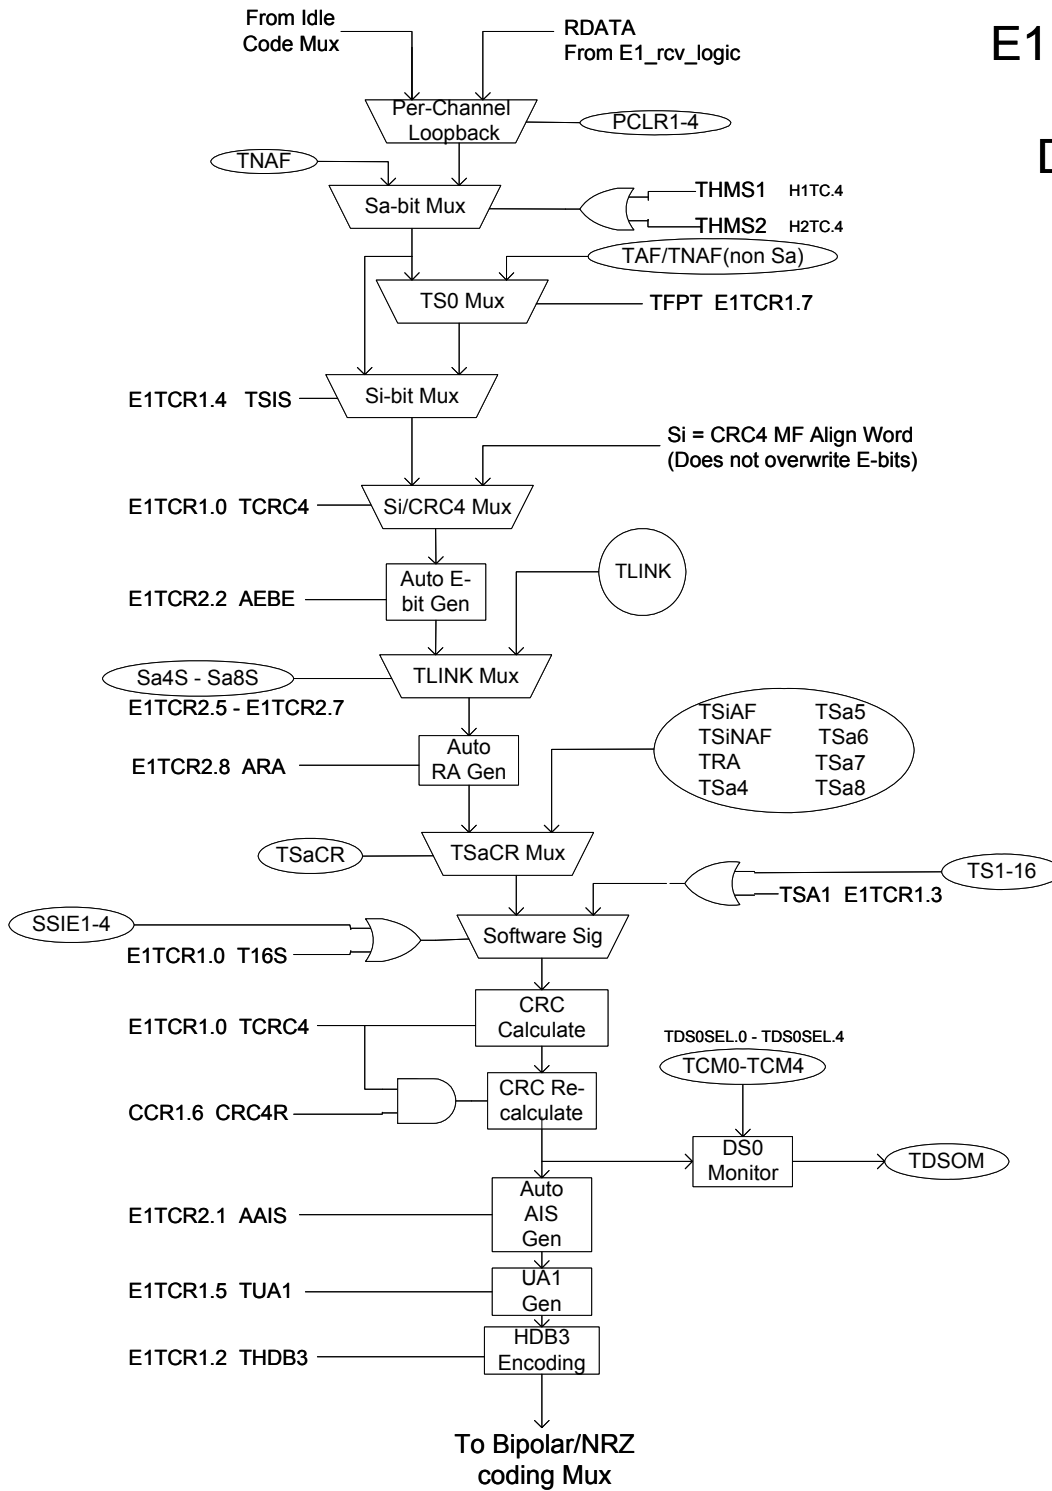 From Idle
Code Mux
RDATA
From E1_rcv_logic
E1
Per-Channel
Loopback
PCLR1-4
D
TNAF
Sa-bit Mux
THMS1 H1TC.4
THMS2 H2TC.4
TAF/TNAF(non Sa)
TS0 Mux
TFPT E1TCR1.7
E1TCR1.4 TSIS
Si-bit Mux
Si = CRC4 MF Align Word
(Does not overwrite E-bits)
E1TCR1.0 TCRC4
Si/CRC4 Mux
Auto E-
bit Gen
TLINK
E1TCR2.2 AEBE
Sa4S - Sa8S
TLINK Mux
E1TCR2.5 - E1TCR2.7
TSiAF TSa5
TSiNAF TSa6
TRA TSa7
TSa4 TSa8
Auto
RA Gen
E1TCR2.8 ARA
TSaCR
TSaCR Mux
TS1-16
TSA1 E1TCR1.3
SSIE1-4
Software Sig
E1TCR1.0 T16S
CRC
Calculate
E1TCR1.0 TCRC4
TDS0SEL.0 - TDS0SEL.4
TCM0-TCM4
CRC Re-
calculate
CCR1.6 CRC4R
DS0
Monitor
TDSOM
Auto
AIS
Gen
E1TCR2.1 AAIS
UA1
Gen
E1TCR1.5 TUA1
HDB3
Encoding
E1TCR1.2 THDB3
To Bipolar/NRZ
coding Mux